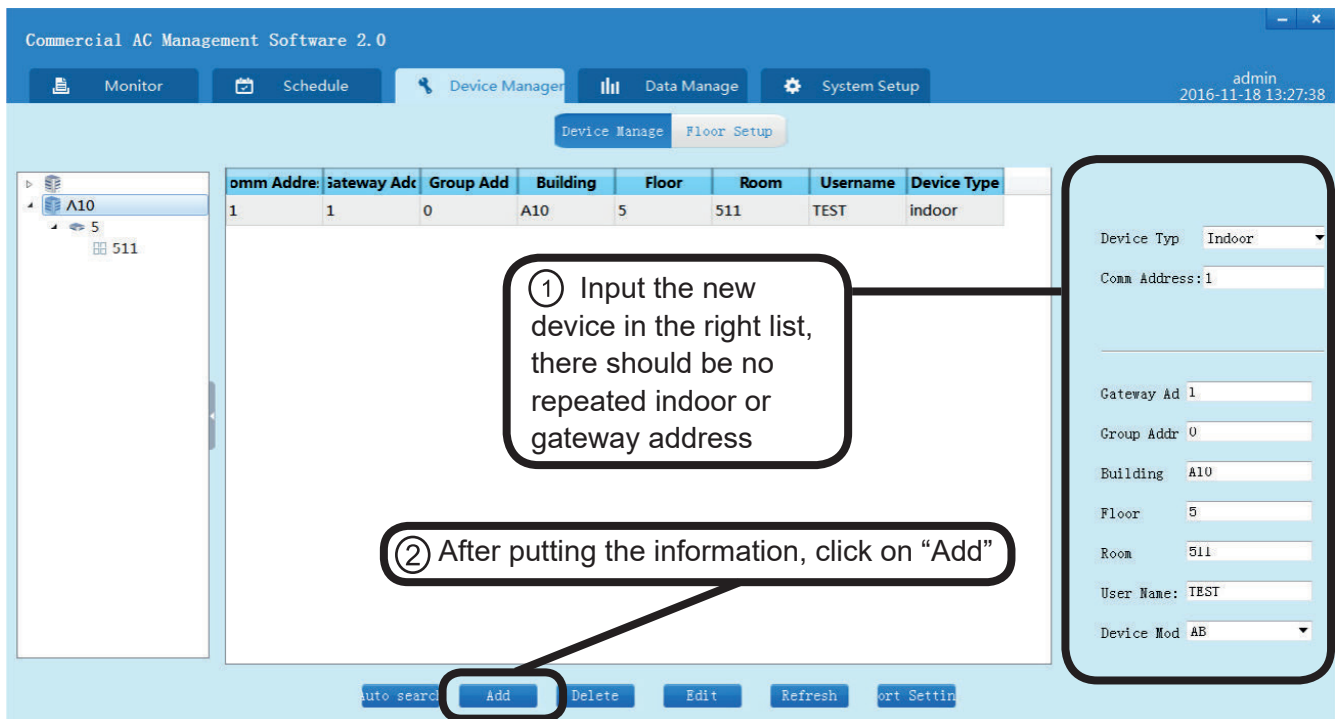 Commercial AC Management Software 2.0
Monitor Schedule Device Manager Data Manage System Setup
admin
2016-11-18 13:27:38
Device Manage Floor Setup
omm Addre: Gateway Adc Group Add Building Floor Room Username Device Type
1 1 0 A10 5 511 TEST indoor
A10
5
511
① Input the new
device in the right list,
there should be no
repeated indoor or
gateway address
② After putting the information, click on “Add”
Device Typ Indoor
Comm Address: 1
Gateway Ad 1
Group Addr 0
Building A10
Floor 5
Room 511
User Name: TEST
Device Mod AB
Auto search Add Delete Edit Refresh ort Settin